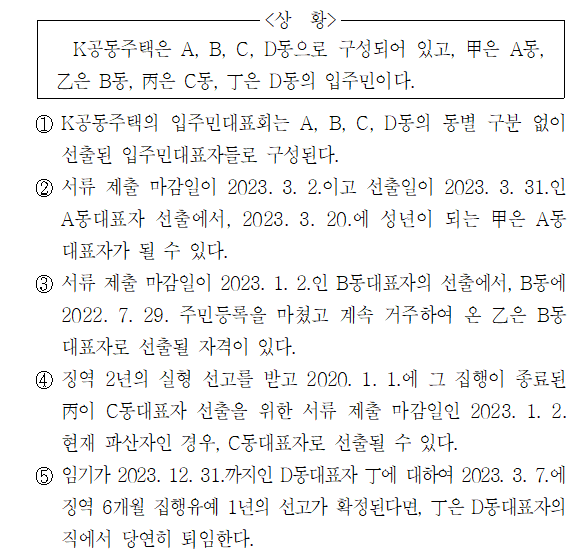 <상 황>
K공동주택은 A, B, C, D동으로 구성되어 있고, 甲은 A동,
乙은 B동, 丙은 C동, 丁은 D동의 입주민이다.
① K공동주택의 입주민대표회는 A, B, C, D동의 동별 구분 없이
선출된 입주민대표자들로 구성된다.
② 서류 제출 마감일이 2023. 3. 2.이고 선출일이 2023. 3. 31.인
A동대표자 선출에서, 2023. 3. 20.에 성년이 되는 甲은 A동
대표자가 될 수 있다.
③ 서류 제출 마감일이 2023. 1. 2.인 B동대표자의 선출에서, B동에
2022. 7. 29. 주민등록을 마쳤고 계속 거주하여 온 乙은 B동
대표자로 선출될 자격이 있다.
④ 징역 2년의 실형 선고를 받고 2020. 1. 1.에 그 집행이 종료된
丙이 C동대표자 선출을 위한 서류 제출 마감일인 2023. 1. 2.
현재 파산자인 경우, C동대표자로 선출될 수 있다.
⑤ 임기가 2023. 12. 31.까지인 D동대표자 丁에 대하여 2023. 3. 7.에
징역 6개월 집행유예 1년의 선고가 확정된다면, 丁은 D동대표자의
직에서 당연히 퇴임한다.